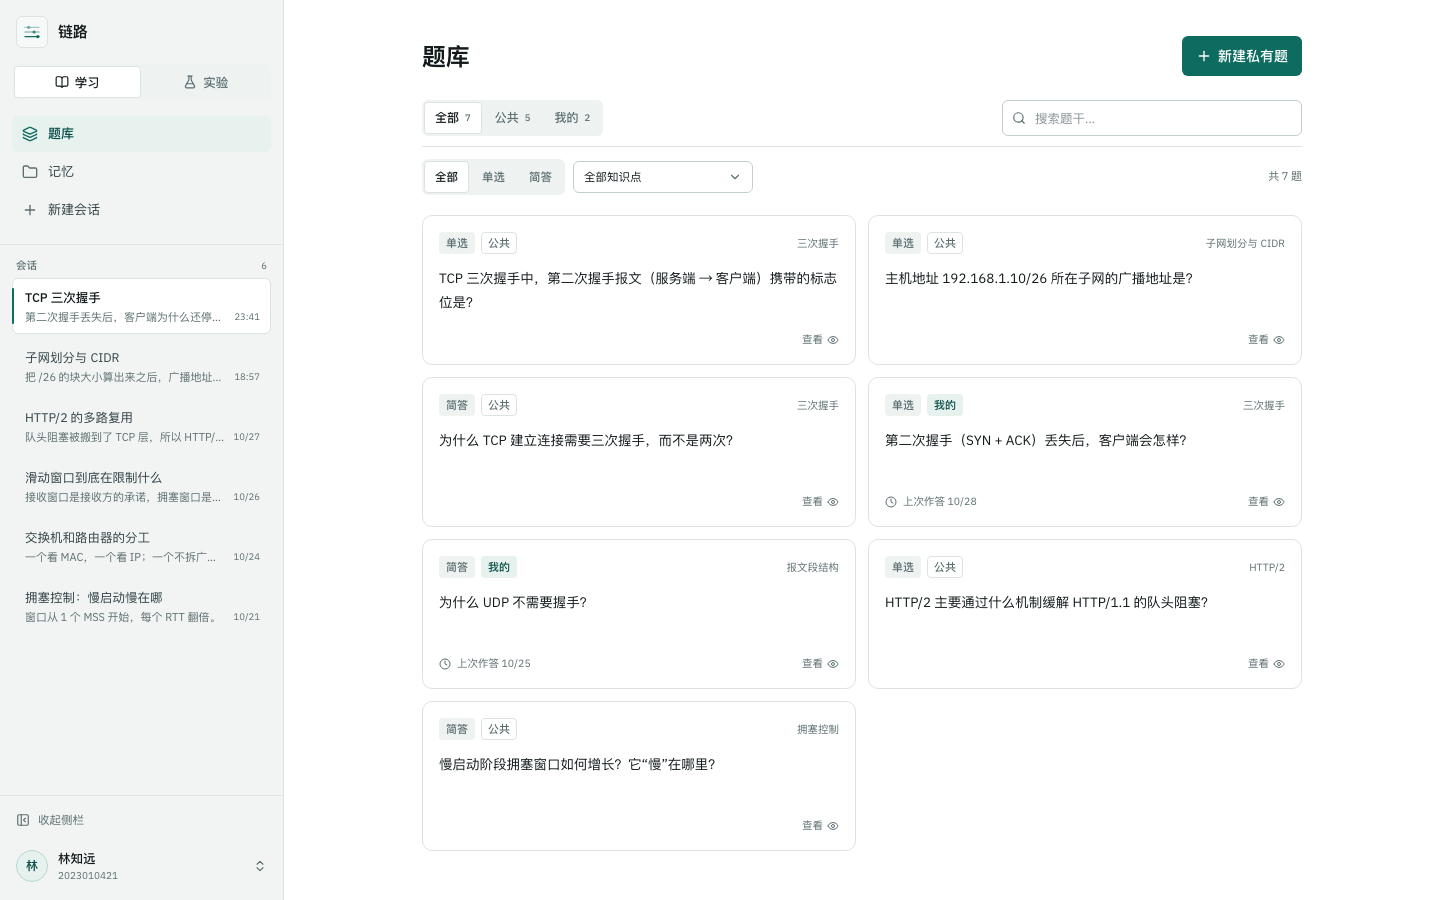 链路
学习
实验
题库
记忆
新建会话
会话
6
TCP 三次握手
第二次握手丢失后，客户端为什么还停...
23:41
子网划分与 CIDR
把 /26 的块大小算出来之后，广播地址...
18:57
HTTP/2 的多路复用
队头阻塞被搬到了 TCP 层，所以 HTTP/...
10/27
滑动窗口到底在限制什么
接收窗口是接收方的承诺，拥塞窗口是...
10/26
交换机和路由器的分工
一个看 MAC，一个看 IP；一个不拆广...
10/24
拥塞控制：慢启动慢在哪
窗口从 1 个 MSS 开始，每个 RTT 翻倍。
10/21
收起侧栏
林
林知远
2023010421
题库
新建私有题
全部 7
公共 5
我的 2
搜索题干...
全部
单选
简答
全部知识点
共 7 题
单选
公共
三次握手
TCP 三次握手中，第二次握手报文（服务端 → 客户端）携带的标志
位是？
查看
单选
公共
子网划分与 CIDR
主机地址 192.168.1.10/26 所在子网的广播地址是？
查看
简答
公共
三次握手
为什么 TCP 建立连接需要三次握手，而不是两次？
查看
单选
我的
三次握手
第二次握手（SYN + ACK）丢失后，客户端会怎样？
上次作答 10/28
查看
简答
我的
报文段结构
为什么 UDP 不需要握手？
上次作答 10/25
查看
单选
公共
HTTP/2
HTTP/2 主要通过什么机制缓解 HTTP/1.1 的队头阻塞？
查看
简答
公共
拥塞控制
慢启动阶段拥塞窗口如何增长？它“慢”在哪里？
查看